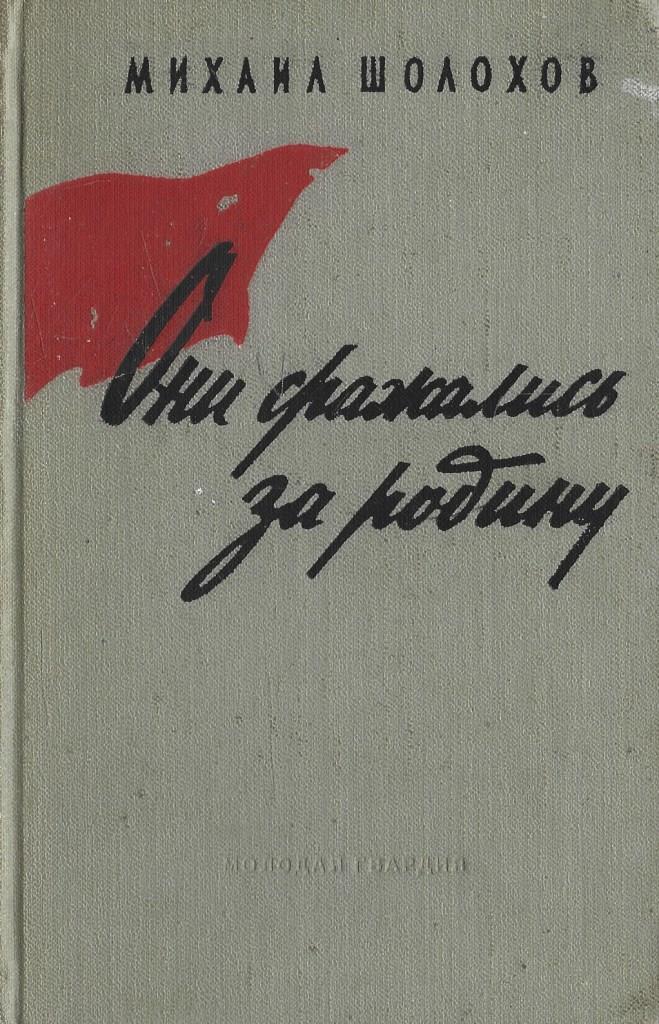 МИХАИЛ ШОЛОХОВ
Они сражались
за родину
МОЛОДАЯ ГВАРДИЯ